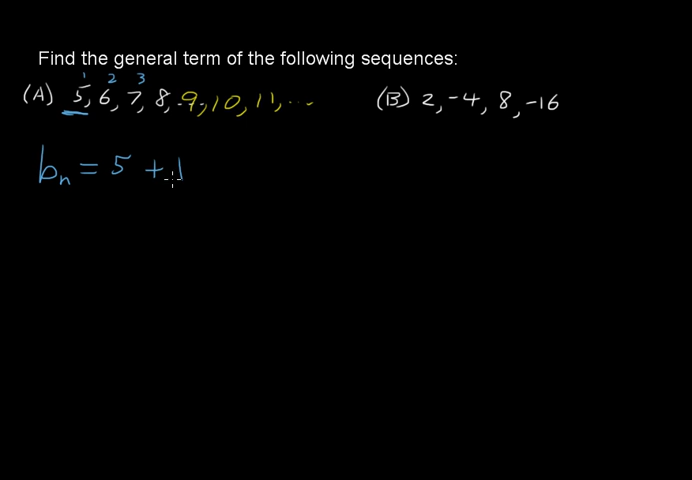 Find the general term of the following sequences:
1 2 3
(A) 5, 6, 7, 8, 9, 10, 11, ...
(B) 2, -4, 8, -16
bn = 5 + 1